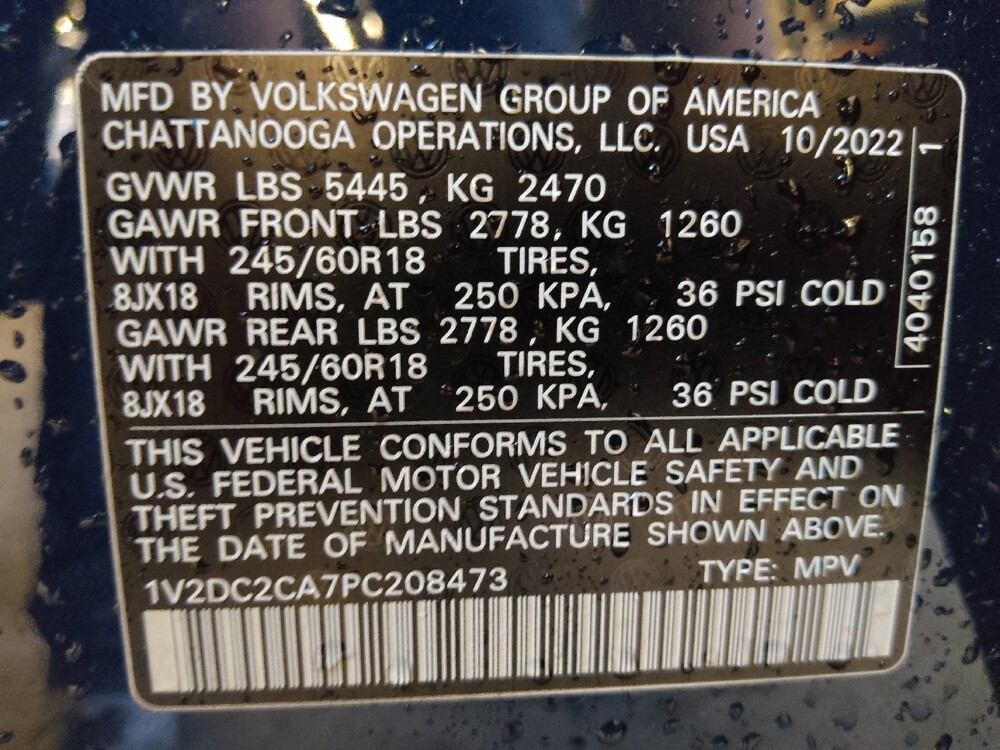 MFD BY VOLKSWAGEN GROUP OF AMERICA
CHATTANOOGA OPERATIONS, LLC. USA 10/2022
GVWR LBS 5445, KG 2470
GAWR FRONT LBS 2778, KG 1260
WITH 245/60R18 TIRES,
8JX18 RIMS, AT 250 KPA, 36 PSI COLD
GAWR REAR LBS 2778, KG 1260
WITH 245/60R18 TIRES,
8JX18 RIMS, AT 250 KPA, 36 PSI COLD
4040158 1
THIS VEHICLE CONFORMS TO ALL APPLICABLE
U.S. FEDERAL MOTOR VEHICLE SAFETY AND
THEFT PREVENTION STANDARDS IN EFFECT ON
THE DATE OF MANUFACTURE SHOWN ABOVE.
1V2DC2CA7PC208473 TYPE: MPV